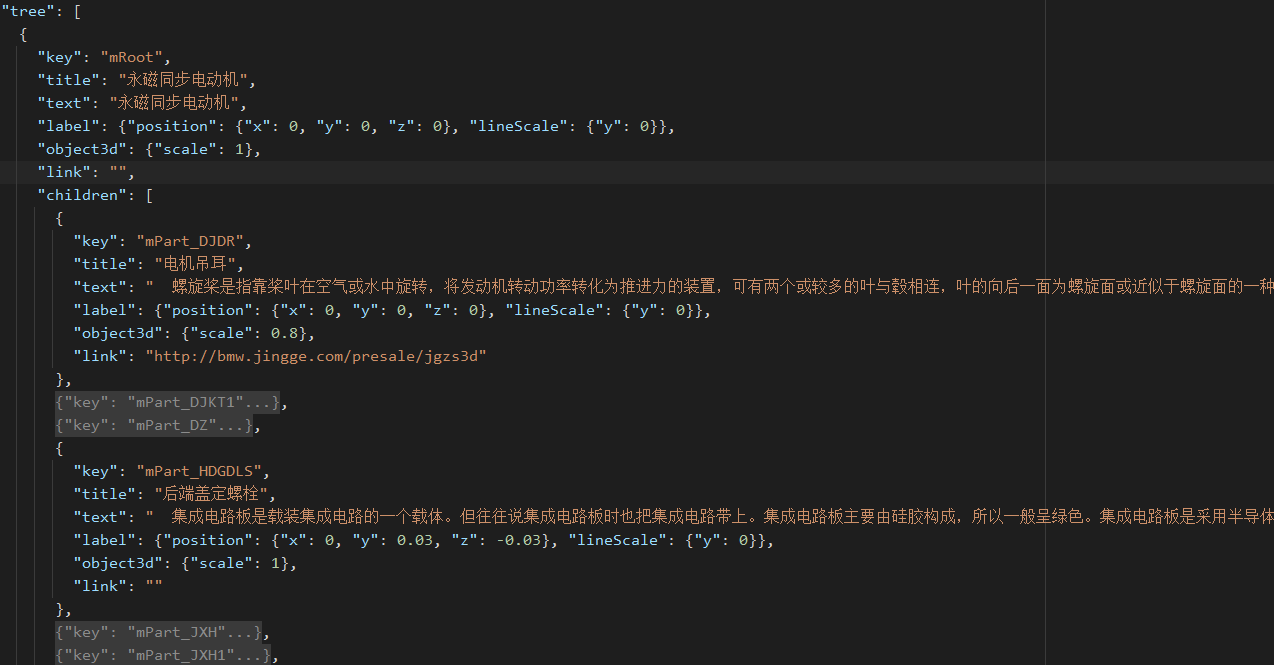 "tree": [
{
"key": "mRoot",
"title": "永磁同步电动机",
"text": "永磁同步电动机",
"label": {"position": {"x": 0, "y": 0, "z": 0}, "lineScale": {"y": 0}},
"object3d": {"scale": 1},
"link": "",
"children": [
{
"key": "mPart_DJDR",
"title": "电机吊耳",
"text": "  螺旋桨是指靠桨叶在空气或水中旋转，将发动机转动功率转化为推进力的装置，可有两个或较多的叶与毂相连，叶的向后一面为螺旋面或近似于螺旋面的一种
"label": {"position": {"x": 0, "y": 0, "z": 0}, "lineScale": {"y": 0}},
"object3d": {"scale": 0.8},
"link": "http://bmw.jingge.com/presale/jgzs3d"
},
{"key": "mPart_DJKT1"...},
{"key": "mPart_DZ"...},
{
"key": "mPart_HDGDLS",
"title": "后端盖定螺栓",
"text": "  集成电路板是载装集成电路的一个载体。但往往说集成电路板时也把集成电路带上。集成电路板主要由硅胶构成，所以一般呈绿色。集成电路板是采用半导体
"label": {"position": {"x": 0, "y": 0.03, "z": -0.03}, "lineScale": {"y": 0}},
"object3d": {"scale": 1},
"link": ""
},
{"key": "mPart_JXH"...},
{"key": "mPart_JXH1"...},